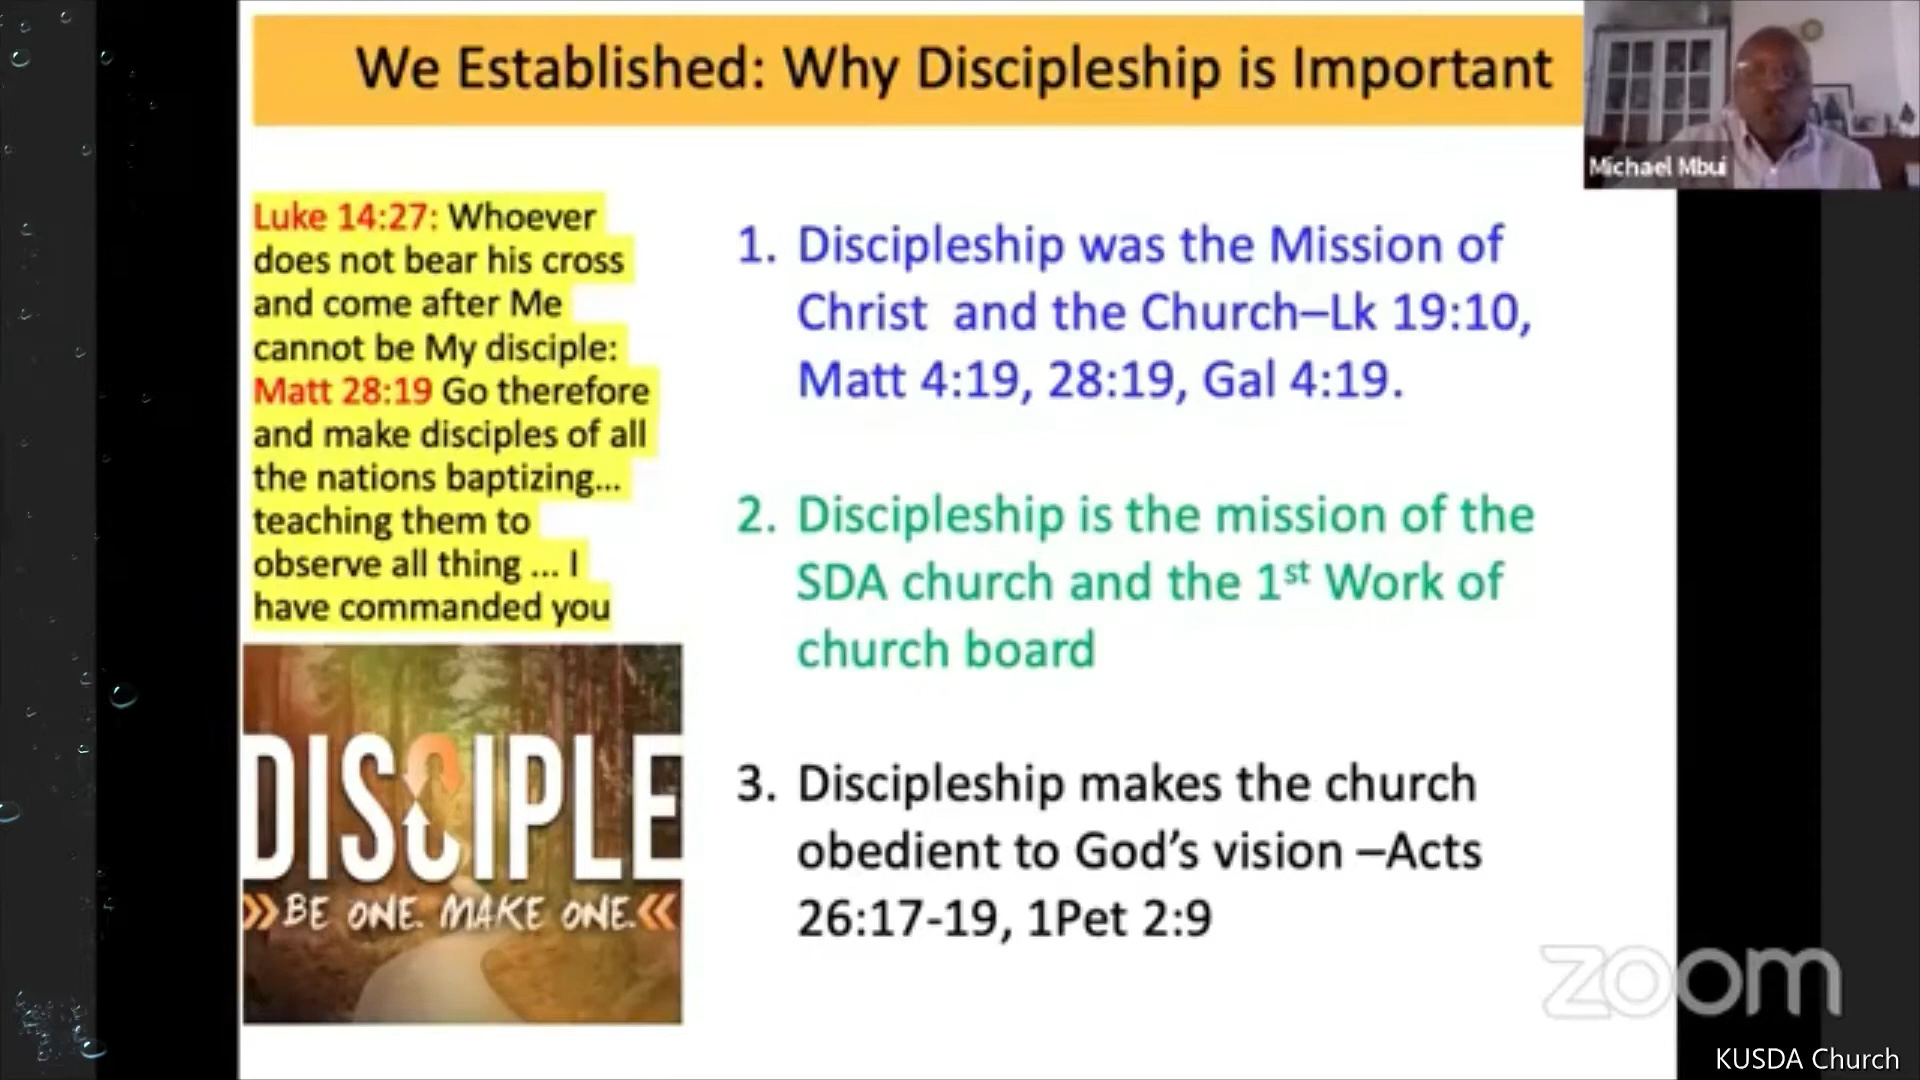 We Established: Why Discipleship is Important
Michael Mbui
Luke 14:27: Whoever
does not bear his cross
and come after Me
cannot be My disciple:
Matt 28:19 Go therefore
and make disciples of all
the nations baptizing...
teaching them to
observe all thing ... I
have commanded you
DISCIPLE
BE ONE. MAKE ONE.
1. Discipleship was the Mission of
Christ and the Church–Lk 19:10,
Matt 4:19, 28:19, Gal 4:19.
2. Discipleship is the mission of the
SDA church and the 1st Work of
church board
3. Discipleship makes the church
obedient to God’s vision –Acts
26:17-19, 1Pet 2:9
zoom
KUSDA Church